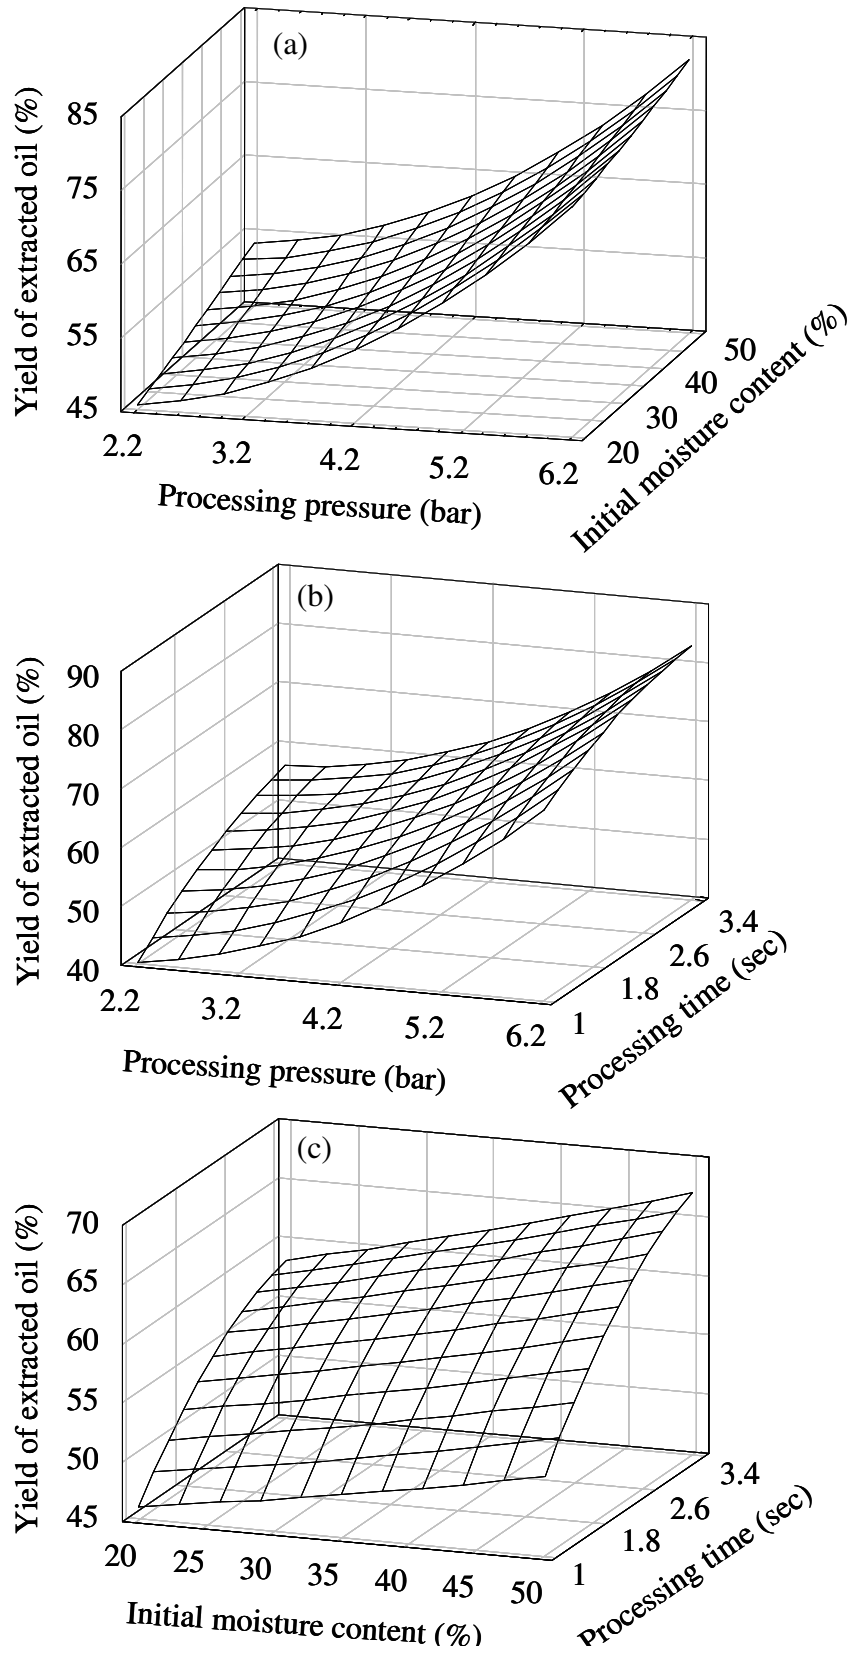 (a)
Yield of extracted oil (%)
85
75
65
55
45
2.2 3.2 4.2 5.2 6.2
Processing pressure (bar)
20 30 40 50
Initial moisture content (%)
(b)
Yield of extracted oil (%)
90
80
70
60
50
40
2.2 3.2 4.2 5.2 6.2
Processing pressure (bar)
1 1.8 2.6 3.4
Processing time (sec)
(c)
Yield of extracted oil (%)
70
65
60
55
50
45
20 25 30 35 40 45 50
Initial moisture content (%)
1 1.8 2.6 3.4
Processing time (sec)